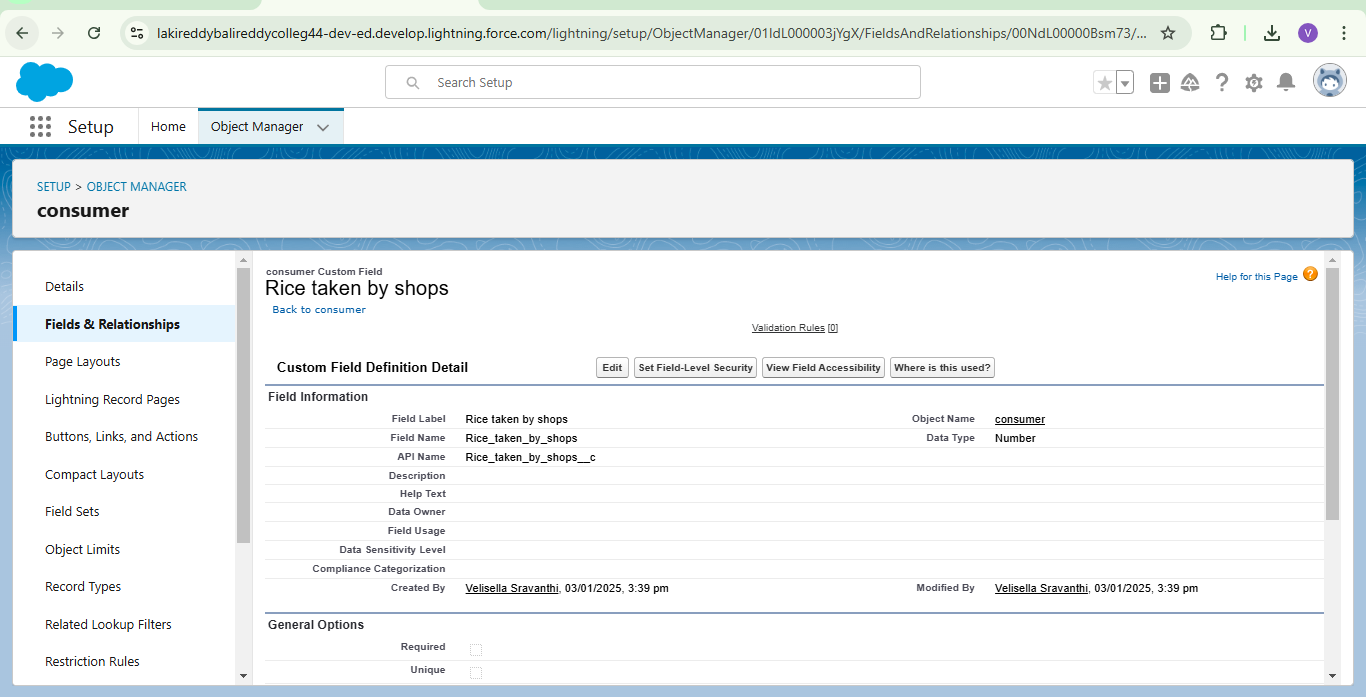 lakireddybalireddycolleg44-dev-ed.develop.lightning.force.com/lightning/setup/ObjectManager/01IdL000003jYgX/FieldsAndRelationships/00NdL00000Bsm73/...
V
Search Setup
Setup
Home
Object Manager
SETUP > OBJECT MANAGER
consumer
Details
Fields & Relationships
Page Layouts
Lightning Record Pages
Buttons, Links, and Actions
Compact Layouts
Field Sets
Object Limits
Record Types
Related Lookup Filters
Restriction Rules
consumer Custom Field
Rice taken by shops
Back to consumer
Help for this Page ?
Validation Rules [0]
Custom Field Definition Detail
Edit Set Field-Level Security View Field Accessibility Where is this used?
Field Information
Field Label Rice taken by shops Object Name consumer
Field Name Rice_taken_by_shops Data Type Number
API Name Rice_taken_by_shops__c
Description
Help Text
Data Owner
Field Usage
Data Sensitivity Level
Compliance Categorization
Created By Velisella Sravanthi, 03/01/2025, 3:39 pm Modified By Velisella Sravanthi, 03/01/2025, 3:39 pm
General Options
Required
Unique